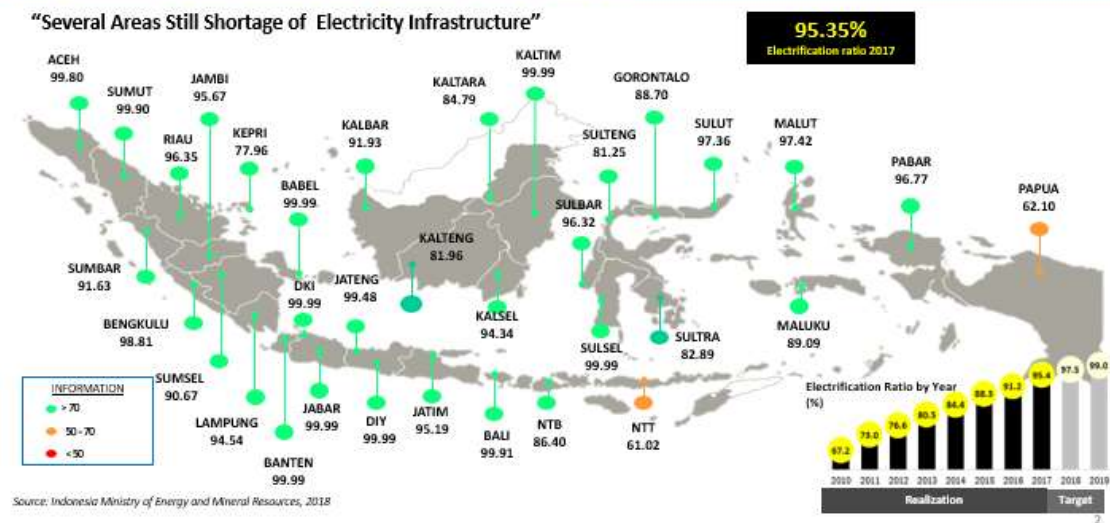 “Several Areas Still Shortage of Electricity Infrastructure”
95.35%
Electrification ratio 2017
ACEH
99.80
SUMUT
99.90
RIAU
96.35
JAMBI
95.67
KEPRI
77.96
BABEL
99.99
KALBAR
91.93
KALTARA
84.79
KALTIM
99.99
GORONTALO
88.70
SULTENG
81.25
SULUT
97.36
MALUT
97.42
PABAR
96.77
PAPUA
62.10
SULBAR
96.32
KALTENG
81.96
SUMBAR
91.63
DKI
99.99
JATENG
99.48
BENGKULU
98.81
KALSEL
94.34
SULSEL
99.99
SULTRA
82.89
MALUKU
89.09
SUMSEL
90.67
LAMPUNG
94.54
BANTEN
99.99
JABAR
99.99
DIY
99.99
JATIM
95.19
BALI
99.91
NTB
86.40
NTT
61.02
INFORMATION
>70
50-70
<50
Electrification Ratio by Year
(%)
67.2 73.0 76.6 80.5 84.4 88.3 91.2 95.4 97.5 99.0
2010 2011 2012 2013 2014 2015 2016 2017 2018 2019
Realization Target
Source: Indonesia Ministry of Energy and Mineral Resources, 2018
2